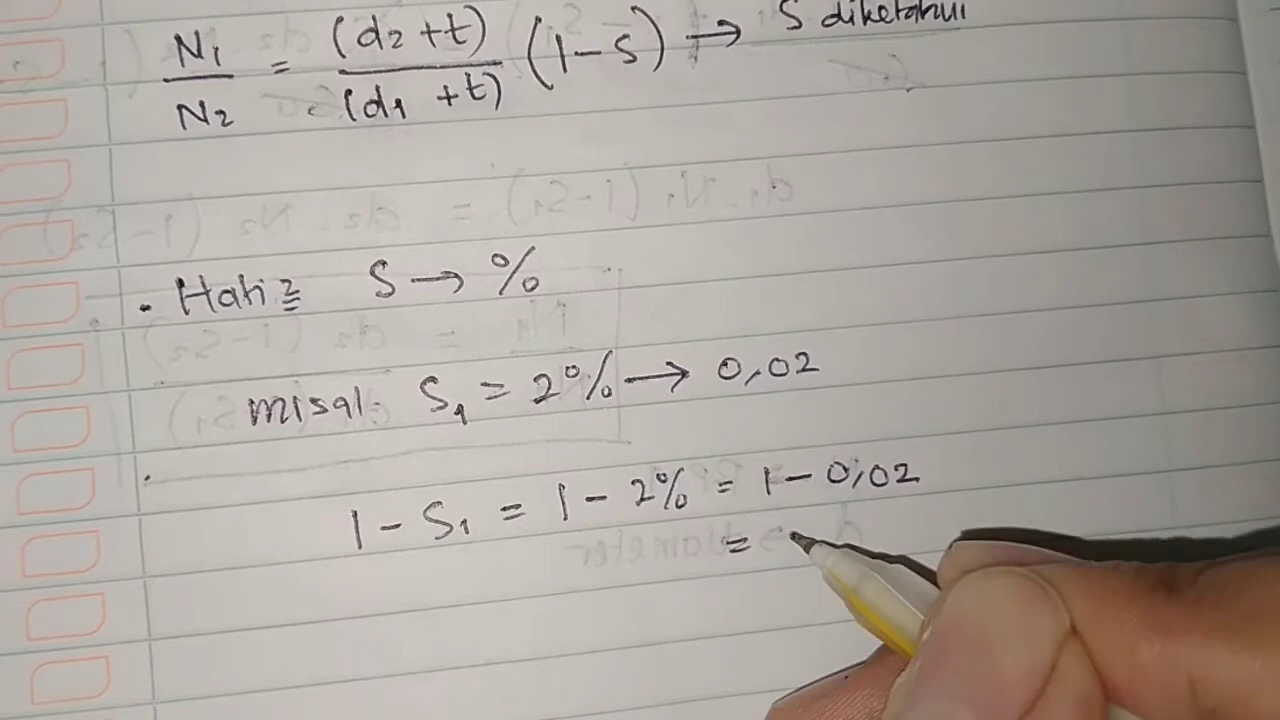 N1/N2 = (d2 + t)/(d1 + t) (1 - S) → S diketahui
• Hati2 S → %
misal. S1 = 2% → 0,02
1 - S1 = 1 - 2% = 1 - 0,02
=